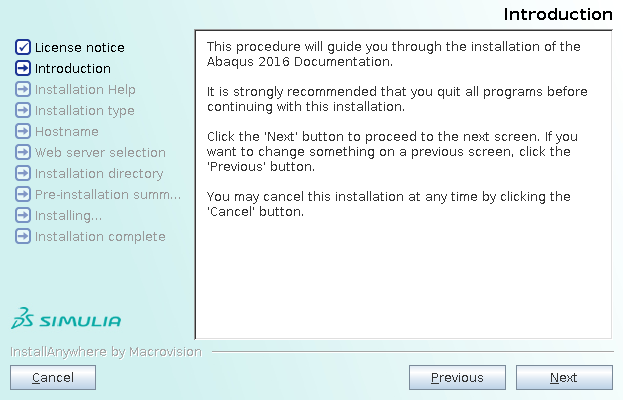 Introduction
License notice
Introduction
Installation Help
Installation type
Hostname
Web server selection
Installation directory
Pre-installation summ...
Installing...
Installation complete
This procedure will guide you through the installation of the
Abaqus 2016 Documentation.
It is strongly recommended that you quit all programs before
continuing with this installation.
Click the 'Next' button to proceed to the next screen. If you
want to change something on a previous screen, click the
'Previous' button.
You may cancel this installation at any time by clicking the
'Cancel' button.
SIMULIA
InstallAnywhere by Macrovision
Cancel
Previous
Next